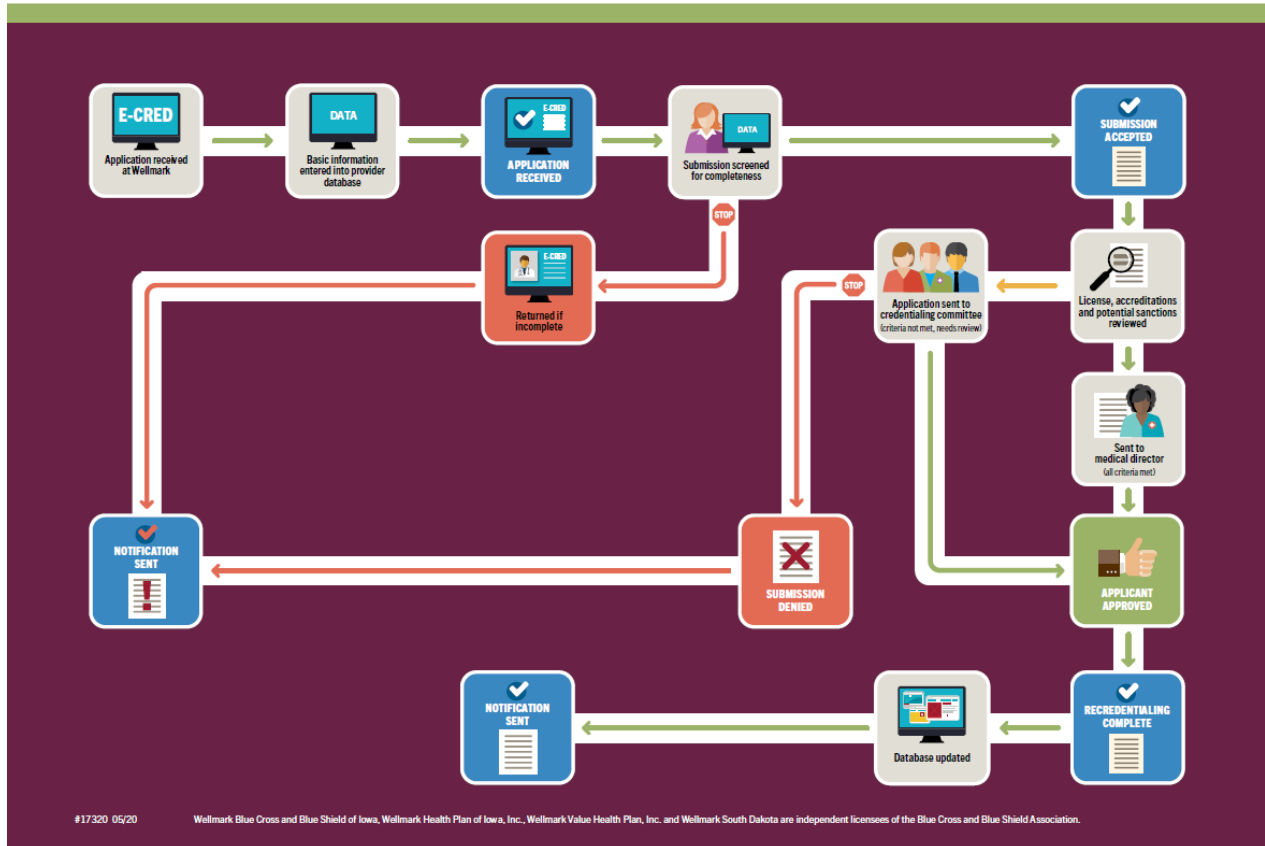 E-CRED
Application received
at Wellmark
DATA
Basic information
entered into provider
database
E-CRED
APPLICATION
RECEIVED
DATA
Submission screened
for completeness
SUBMISSION
ACCEPTED
STOP
E-CRED
Returned if
incomplete
STOP
Application sent to
credentialing committee
(criteria not met, needs review)
License, accreditations
and potential sanctions
reviewed
Sent to
medical director
(all criteria met)
NOTIFICATION
SENT
!
SUBMISSION
DENIED
APPLICANT
APPROVED
NOTIFICATION
SENT
Database updated
RECREDENTIALING
COMPLETE
#17320 05/20
Wellmark Blue Cross and Blue Shield of Iowa, Wellmark Health Plan of Iowa, Inc., Wellmark Value Health Plan, Inc. and Wellmark South Dakota are independent licensees of the Blue Cross and Blue Shield Association.